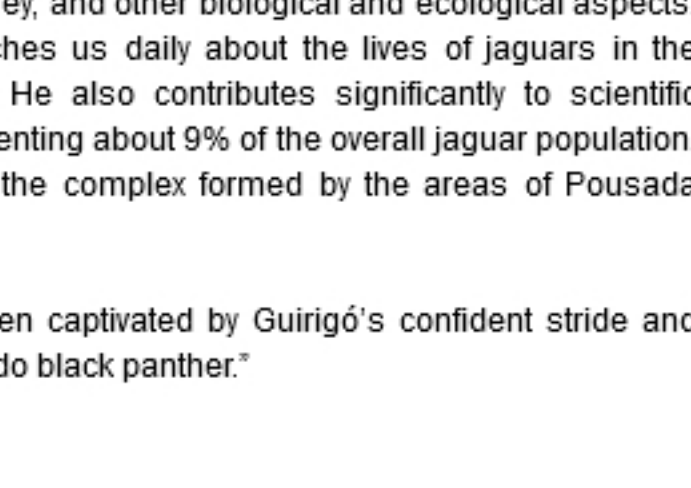 ey, and other biological and ecological aspects
ches us daily about the lives of jaguars in the
He also contributes significantly to scientific
enting about 9% of the overall jaguar population
the complex formed by the areas of Pousada
en captivated by Guirigó's confident stride and
do black panther.”